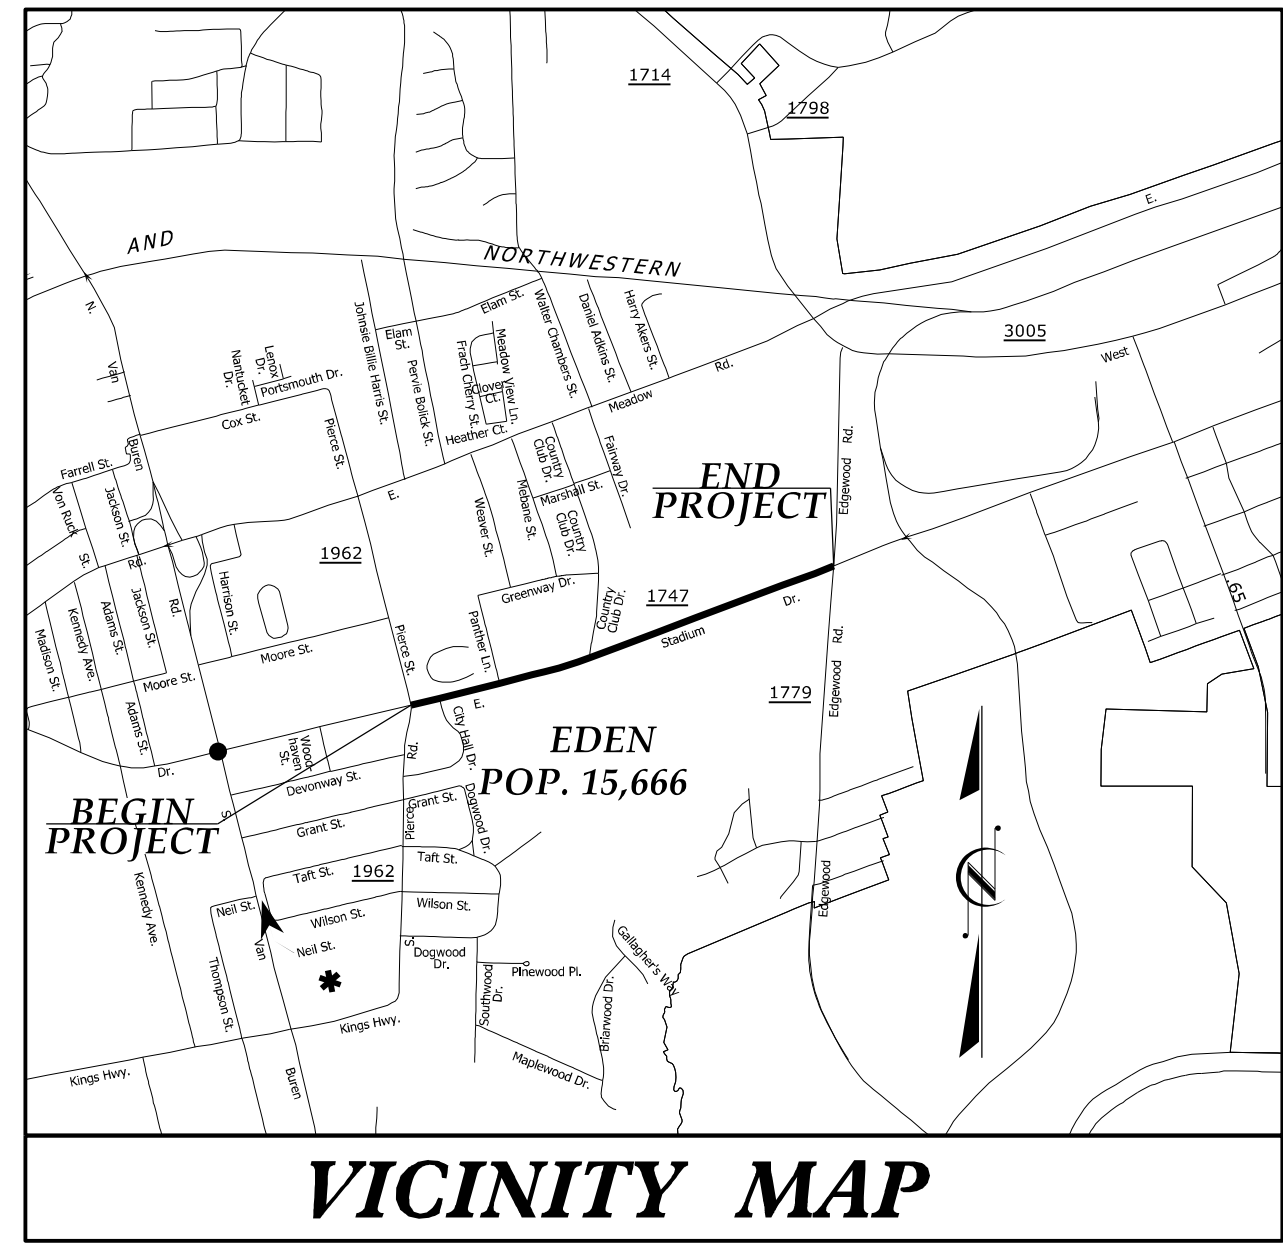 1714
1798
E.
AND
NORTHWESTERN
N.
Van
Buren
Rd.
Johnsie Billie Harris St.
Elam
St.
Elam St.
Pervie Bolick St.
Frach Cherry St.
Meadow View Ln.
Clover
Ct.
Heather Ct.
Walter Chambers St.
Daniel Adkins St.
Harry Akers St.
3005
West
Nantucket
Dr.
Lenox
Dr.
Portsmouth Dr.
Cox St.
Pierce St.
E.
Meadow
Rd.
Farrell St.
Von Ruck
St.
Jackson St.
Rd.
Weaver St.
Mebane St.
Country
Club Dr.
Marshall St.
Country
Club Dr.
Fairway Dr.
END
PROJECT
Edgewood
Rd.
1962
Harrison St.
Greenway Dr.
Country
Club Dr.
1747
Dr.
Stadium
E.
65
Madison St.
Kennedy Ave.
Adams St.
Jackson St.
Moore St.
Moore St.
Pierce St.
Panther Ln.
Edgewood
Rd.
1779
Adams St.
Dr.
Wood-
haven
St.
Devonway St.
Rd.
City Hall Dr.
EDEN
POP. 15,666
BEGIN
PROJECT
S.
Grant St.
Grant St.
Pierce
Dogwood Dr.
Taft St.
Taft St.
1962
Edgewood
Kennedy Ave.
Neil St.
Wilson St.
Wilson St.
Van
Neil St.
S.
Dogwood
Dr.
Pinewood Pl.
Gallagher's Way
Thompson St.
Southwood
Dr.
Briarwood Dr.
Kings Hwy.
Maplewood Dr.
Kings Hwy.
Buren
N
VICINITY MAP